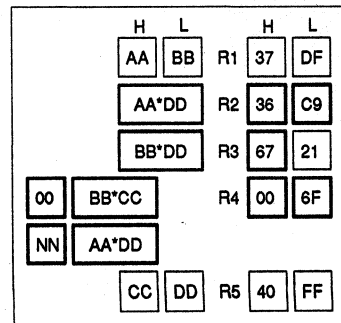 H L H L
AA BB R1 37 DF
AA*DD R2 36 C9
BB*DD R3 67 21
00 BB*CC R4 00 6F
NN AA*DD
CC DD R5 40 FF